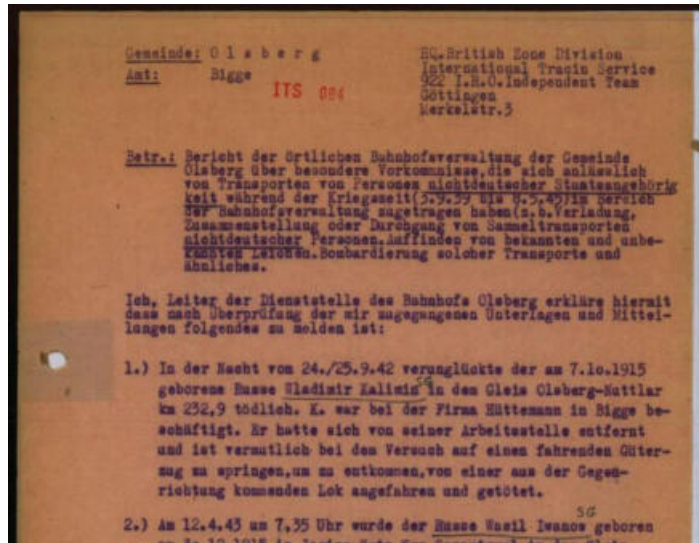 Gemeinde: O l s b e r g
Amt: Bigge
ITS 094
HQ.British Zone Division
International Tracin Service
922 I.R.O.Independent Team
Göttingen
Merkelstr.3
Betr.: Bericht der örtlichen Bahnhofsverwaltung der Gemeinde
Olsberg über besondere Vorkommnisse,die sich anlässlich
von Transporten von Personen nichtdeutscher Staatsangehörig
keit während der Kriegszeit(3.9.39 bis 8.5.45)im Bereich
der Bahnhofsverwaltung zugetragen haben(z.b.Verladung,
Zusammenstellung oder Durchgang von Sammeltransporten
nichtdeutscher Personen.Auffinden von bekannten und unbe-
kannten Leichen.Bombardierung solcher Transporte und
ähnliches.
Ich, Leiter der Dienststelle des Bahnhofs Olsberg erkläre hiermit
dass nach Überprüfung der mir zugegangenen Unterlagen und Mittei-
lungen folgendes zu melden ist:
1.) In der Nacht vom 24./25.9.42 verunglückte der am 7.1o.1915
geborene Russe Wladimir Kalimin SG in dem Gleis Olsberg-Nuttlar
km 232,9 tödlich. K. war bei der Firma Hüttemann in Bigge be-
schäftigt. Er hatte sich von seiner Arbeitsstelle entfernt
und ist vermutlich bei dem Versuch auf einen fahrenden Güter-
zug zu springen,um zu entkommen,von einer aus der Gegen-
richtung kommenden Lok angefahren und getötet.
SG
2.) Am 12.4.43 um 7,35 Uhr wurde der Russe Wasil Iwanow geboren